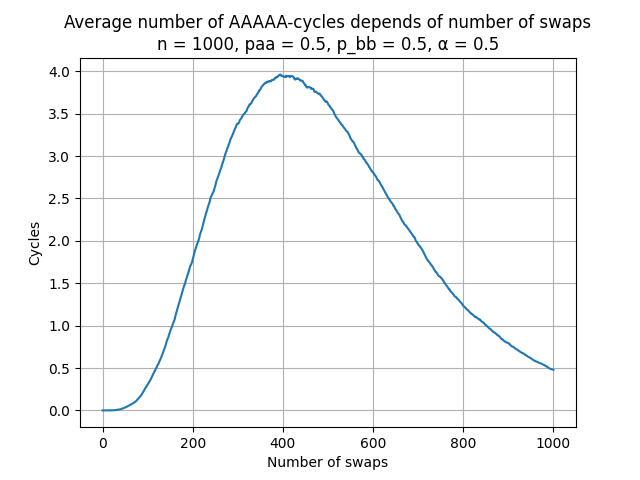 Average number of AAAAA-cycles depends of number of swaps
n = 1000, paa = 0.5, p_bb = 0.5, α = 0.5
4.0
3.5
3.0
2.5
2.0
1.5
1.0
0.5
0.0
Cycles
0 200 400 600 800 1000
Number of swaps